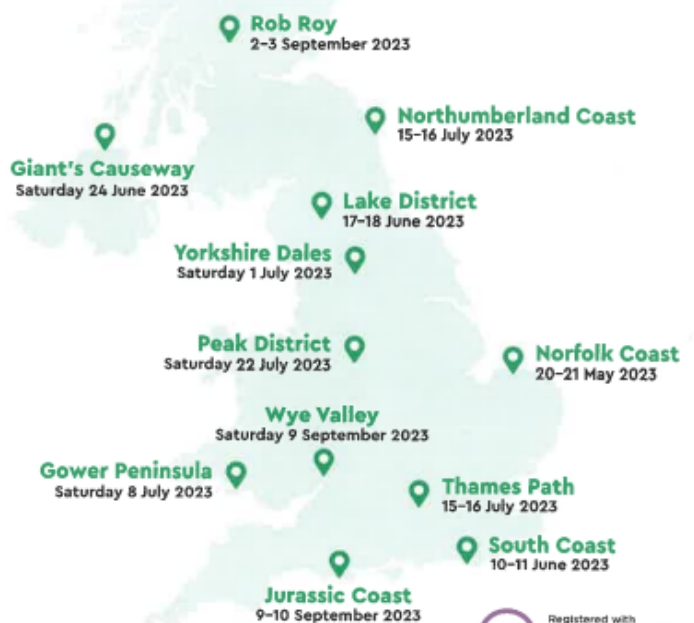 Rob Roy
2–3 September 2023
Northumberland Coast
15–16 July 2023
Giant's Causeway
Saturday 24 June 2023
Lake District
17–18 June 2023
Yorkshire Dales
Saturday 1 July 2023
Peak District
Saturday 22 July 2023
Norfolk Coast
20–21 May 2023
Wye Valley
Saturday 9 September 2023
Gower Peninsula
Saturday 8 July 2023
Thames Path
15–16 July 2023
South Coast
10–11 June 2023
Jurassic Coast
9–10 September 2023
Registered with